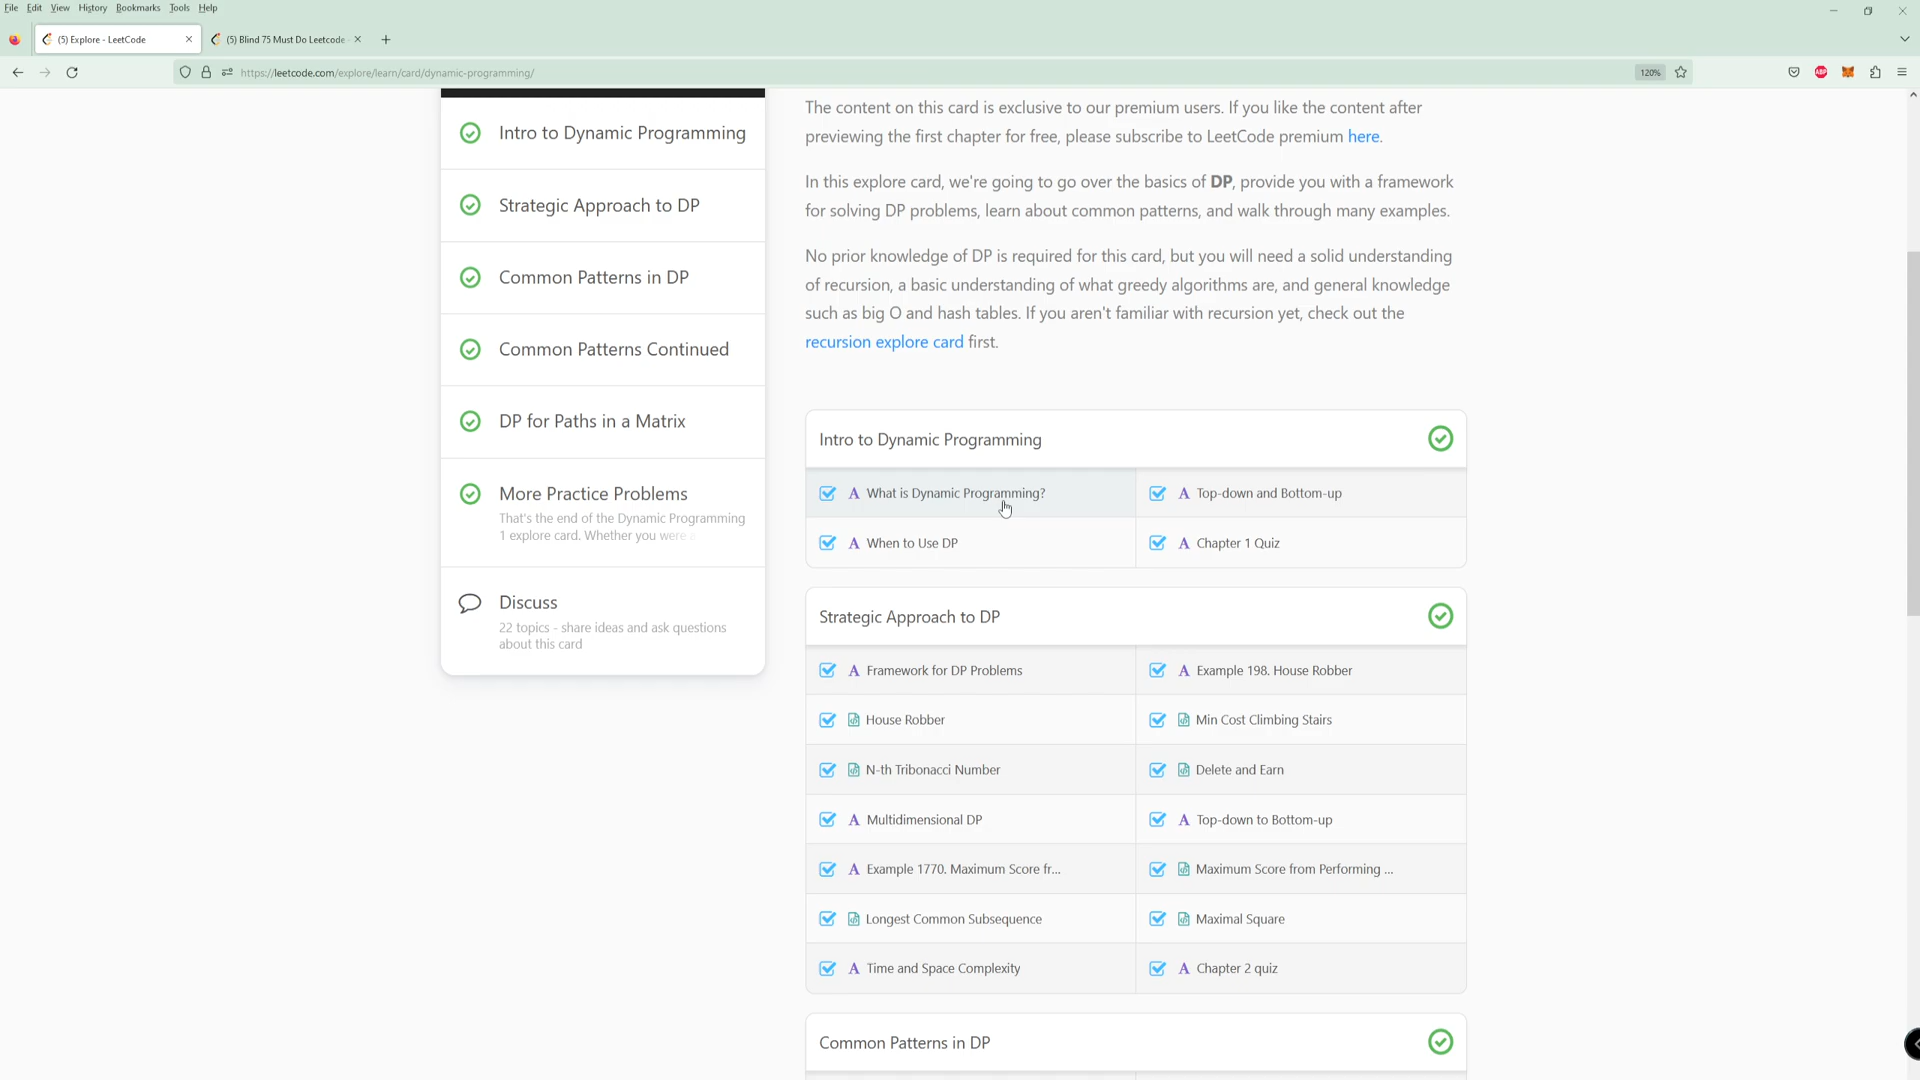 File Edit View History Bookmarks Tools Help
(5) Explore - LeetCode
(5) Blind 75 Must Do Leetcode
https://leetcode.com/explore/learn/card/dynamic-programming/
120%
ABP
Intro to Dynamic Programming
Strategic Approach to DP
Common Patterns in DP
Common Patterns Continued
DP for Paths in a Matrix
More Practice Problems
That's the end of the Dynamic Programming
1 explore card. Whether you were a
Discuss
22 topics - share ideas and ask questions
about this card
The content on this card is exclusive to our premium users. If you like the content after
previewing the first chapter for free, please subscribe to LeetCode premium here.
In this explore card, we're going to go over the basics of DP, provide you with a framework
for solving DP problems, learn about common patterns, and walk through many examples.
No prior knowledge of DP is required for this card, but you will need a solid understanding
of recursion, a basic understanding of what greedy algorithms are, and general knowledge
such as big O and hash tables. If you aren't familiar with recursion yet, check out the
recursion explore card first.
Intro to Dynamic Programming
A What is Dynamic Programming?
A Top-down and Bottom-up
A When to Use DP
A Chapter 1 Quiz
Strategic Approach to DP
A Framework for DP Problems
A Example 198. House Robber
House Robber
Min Cost Climbing Stairs
N-th Tribonacci Number
Delete and Earn
A Multidimensional DP
A Top-down to Bottom-up
A Example 1770. Maximum Score fr...
Maximum Score from Performing ...
Longest Common Subsequence
Maximal Square
A Time and Space Complexity
A Chapter 2 quiz
Common Patterns in DP